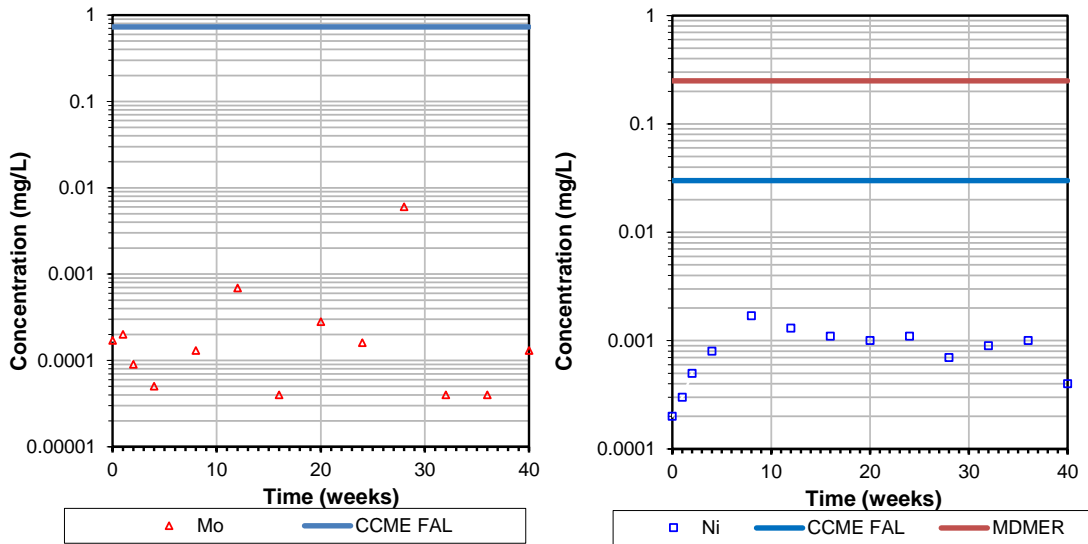 Concentration (mg/L)
1
0.1
0.01
0.001
0.0001
0.00001
0 10 20 30 40
Time (weeks)
Mo CCME FAL
Concentration (mg/L)
1
0.1
0.01
0.001
0.0001
0 10 20 30 40
Time (weeks)
Ni CCME FAL MDMER